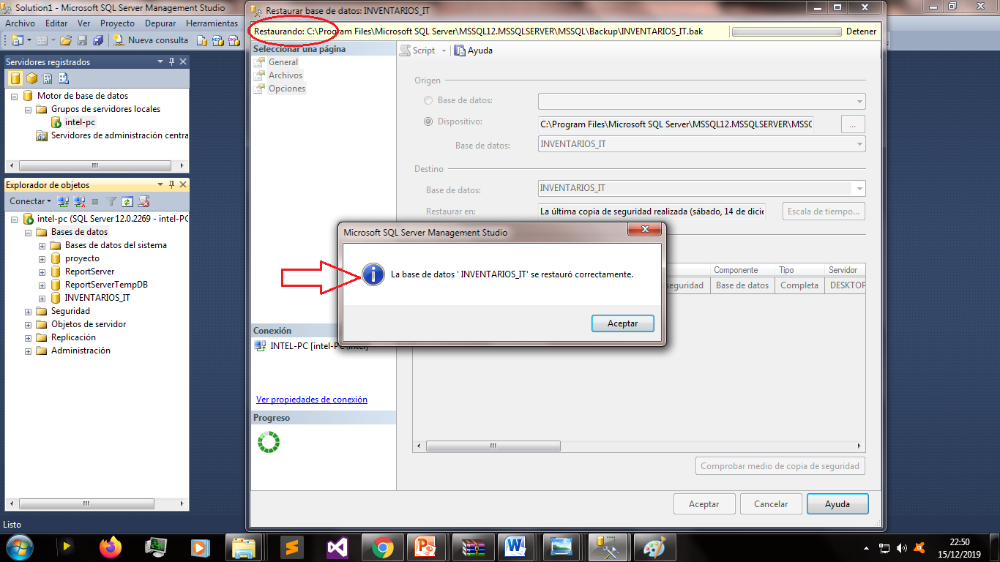 Solution1 - Microsoft SQL Server Management Studio
Archivo Editar Ver Proyecto Depurar Herramientas
Nueva consulta
Servidores registrados
Motor de base de datos
Grupos de servidores locales
intel-pc
Servidores de administración centra
Explorador de objetos
Conectar
intel-pc (SQL Server 12.0.2269 - intel-PC
Bases de datos
Bases de datos del sistema
proyecto
ReportServer
ReportServerTempDB
INVENTARIOS_IT
Seguridad
Objetos de servidor
Replicación
Administración
Listo
Restaurar base de datos: INVENTARIOS_IT
Restaurando: C:\Program Files\Microsoft SQL Server\MSSQL12.MSSQLSERVER\MSSQL\Backup\INVENTARIOS_IT.bak Detener
Seleccionar una página
General
Archivos
Opciones
Script Ayuda
Origen
Base de datos:
Dispositivo: C:\Program Files\Microsoft SQL Server\MSSQL12.MSSQLSERVER\MSSQ ...
Base de datos: INVENTARIOS_IT
Destino
Base de datos: INVENTARIOS_IT
Restaurar en: La última copia de seguridad realizada (sábado, 14 de dicie Escala de tiempo...
Componente Tipo Servidor
seguridad Base de datos Completa DESKTOP
Microsoft SQL Server Management Studio
La base de datos ' INVENTARIOS_IT' se restauró correctamente.
Aceptar
Conexión
INTEL-PC [intel-PC\intel]
Ver propiedades de conexión
Progreso
Comprobar medio de copia de seguridad
Aceptar Cancelar Ayuda
22:50
15/12/2019